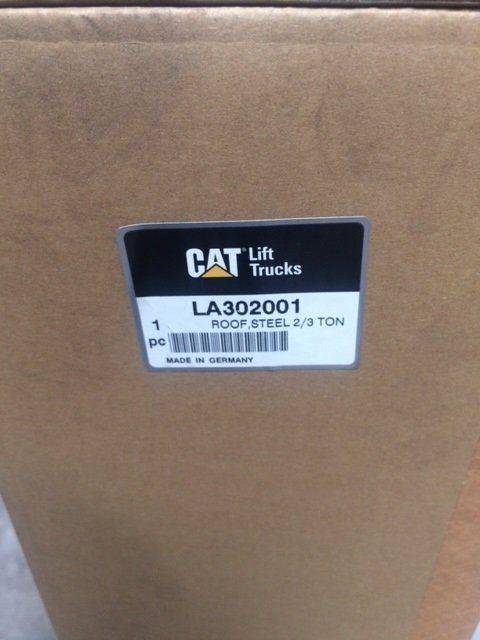 CAT Lift
Trucks
LA302001
1 ROOF,STEEL 2/3 TON
pc
MADE IN GERMANY